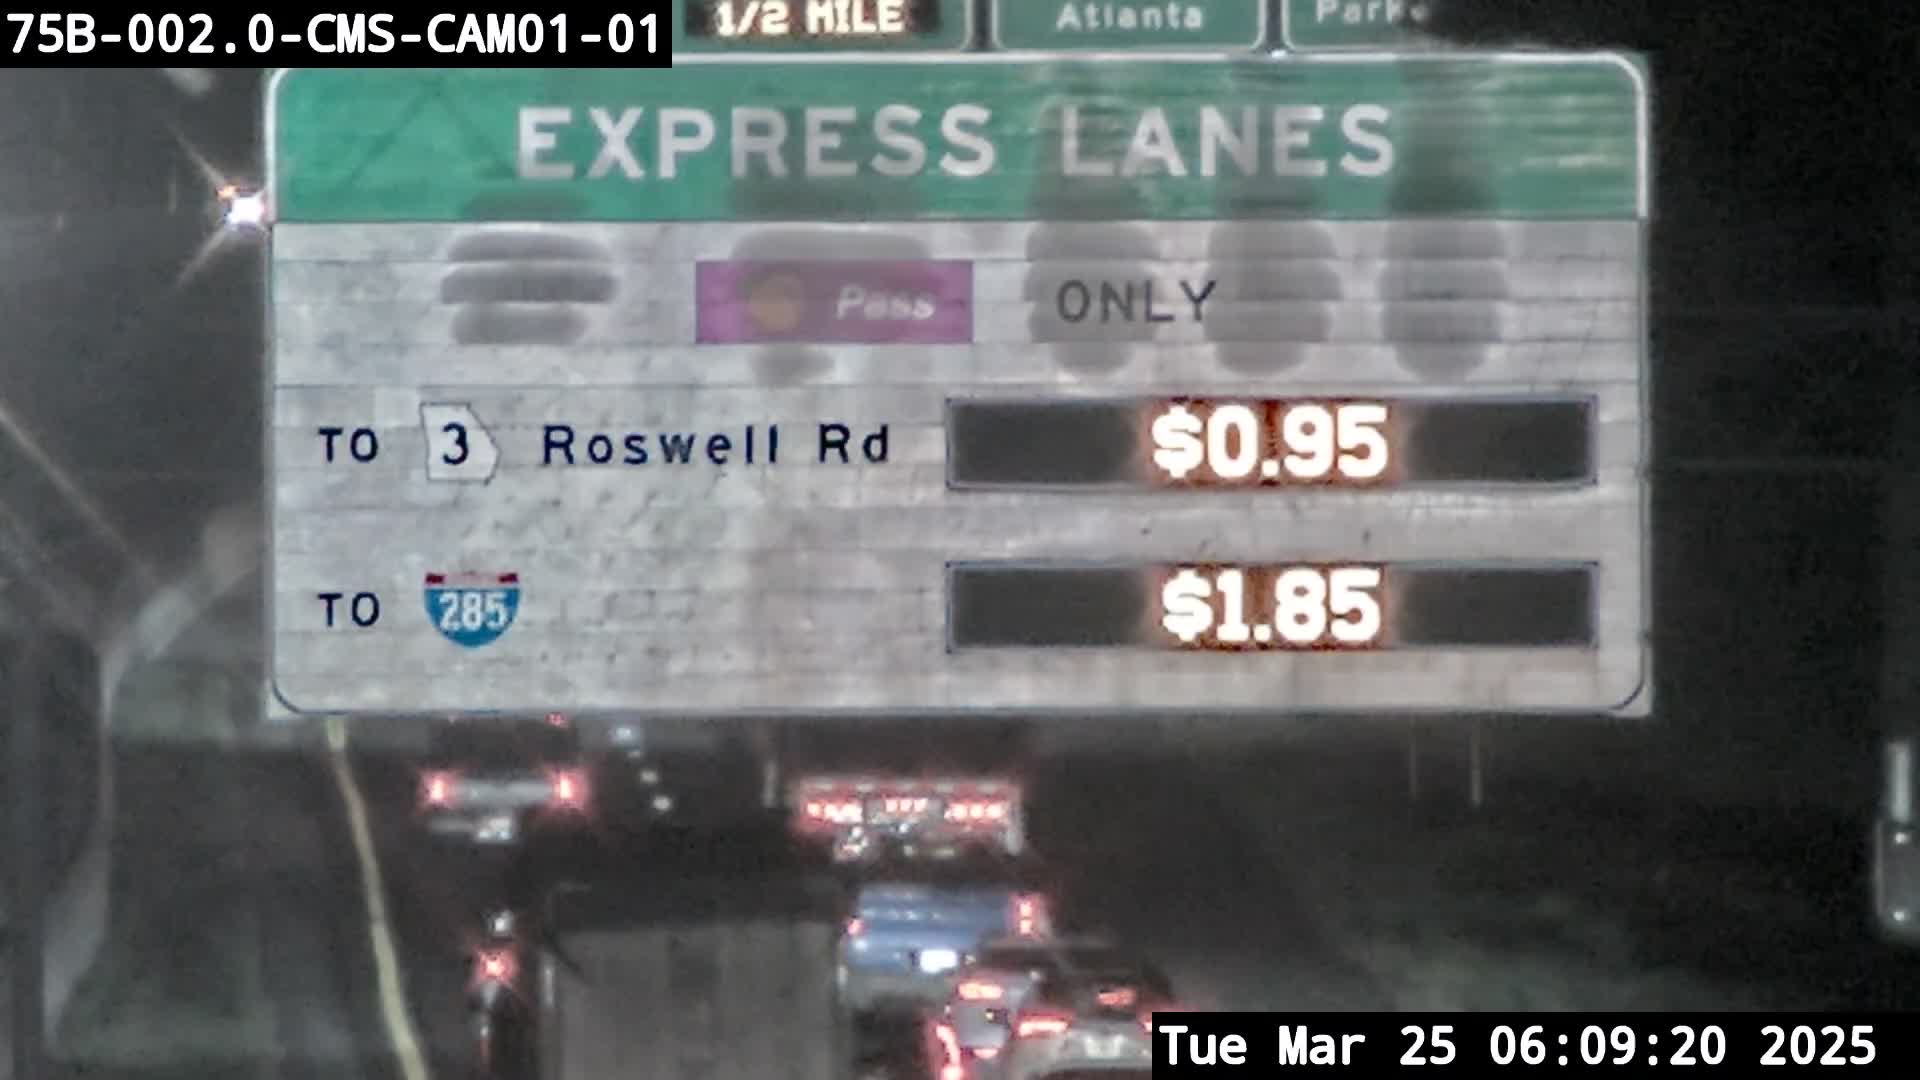 75B-002.0-CMS-CAM01-01
1/2 MILE
Atlanta
EXPRESS LANES
Pass ONLY
TO 3 Roswell Rd $0.95
TO 285 $1.85
Tue Mar 25 06:09:20 2025